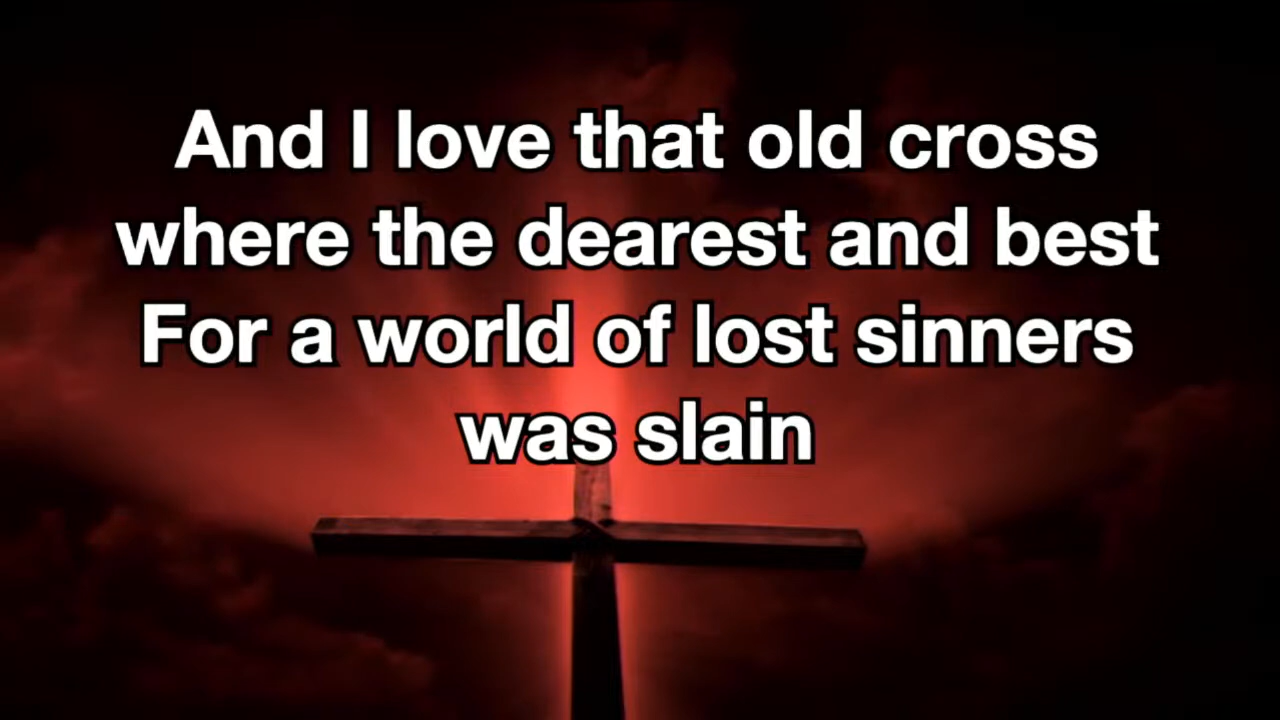 And I love that old cross
where the dearest and best
For a world of lost sinners
was slain